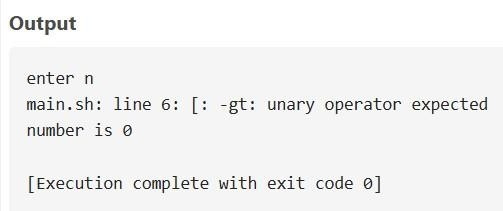 Output
enter n
main.sh: line 6: [: -gt: unary operator expected
number is 0
[Execution complete with exit code 0]